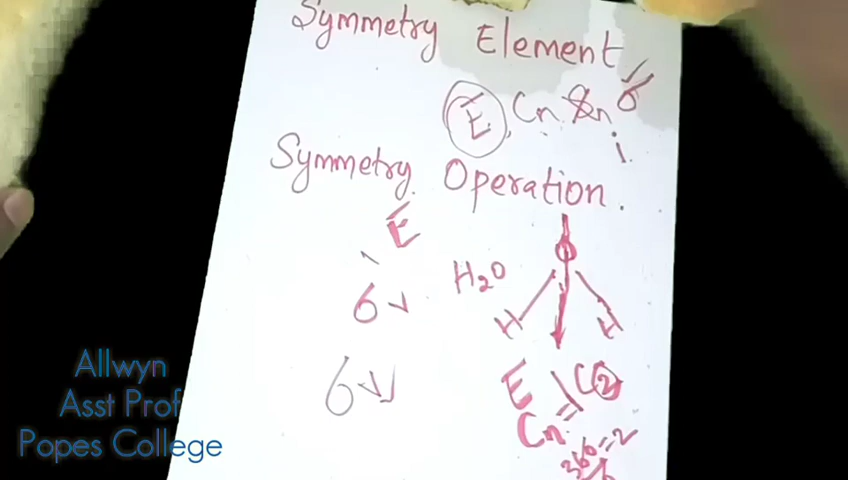 Symmetry Element
E Cn Sn σ
i
Symmetry Operation.
E
H₂O
O
σv
H H
E C2
σv
Cn
Allwyn
Asst Prof
Popes College